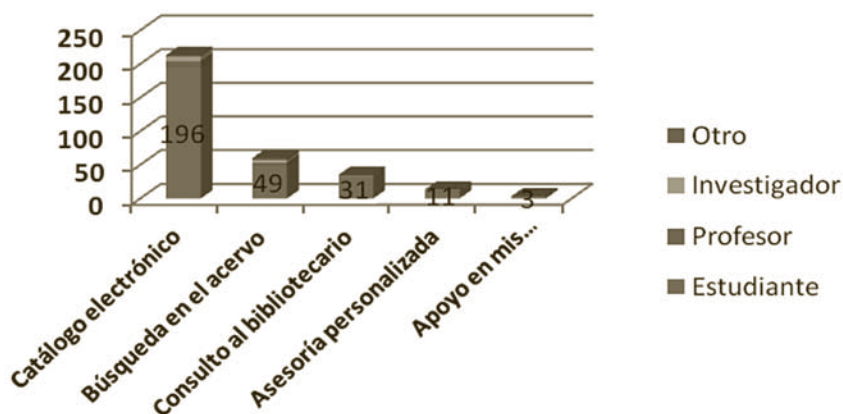 250
200
150
100
50
0
196
49
31
11
3
Catálogo electrónico
Búsqueda en el acervo
Consulto al bibliotecario
Asesoría personalizada
Apoyo en mis...
Otro
Investigador
Profesor
Estudiante